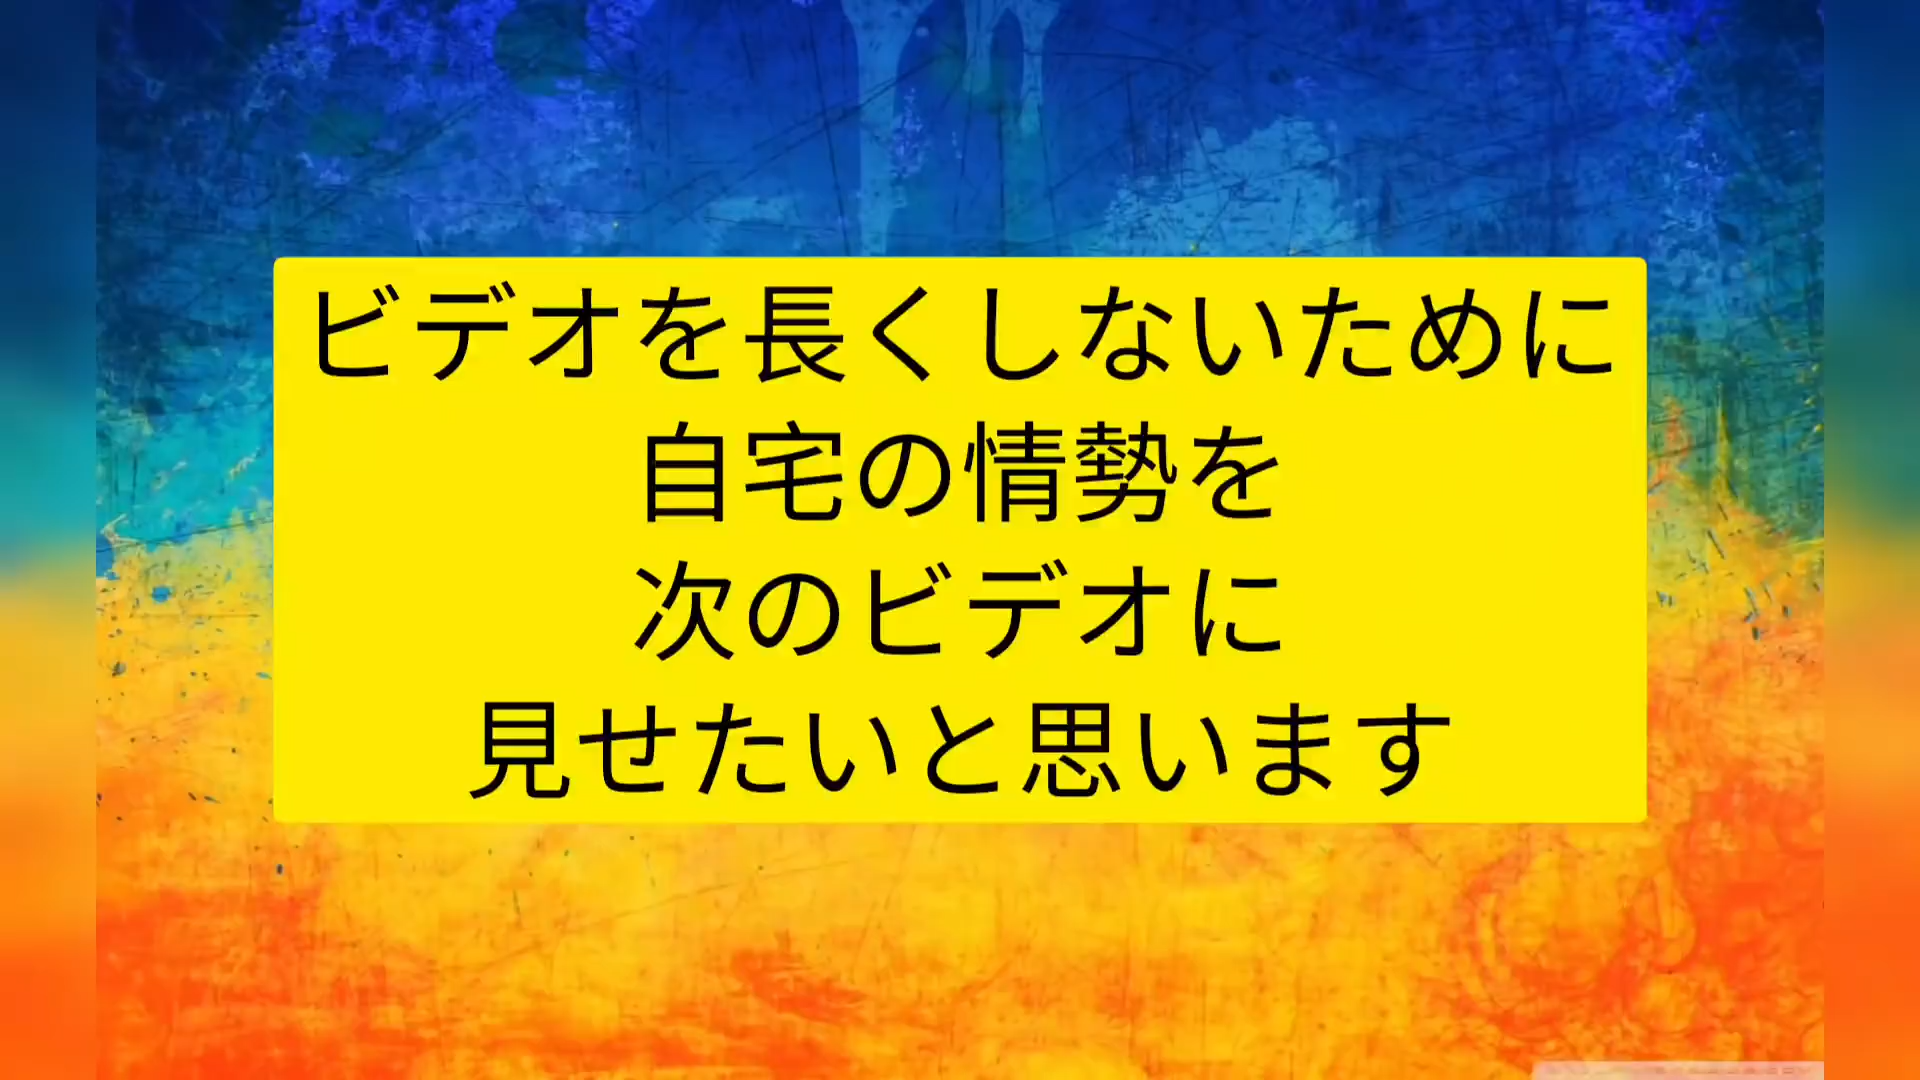 ビデオを長くしないために
自宅の情勢を
次のビデオに
見せたいと思います